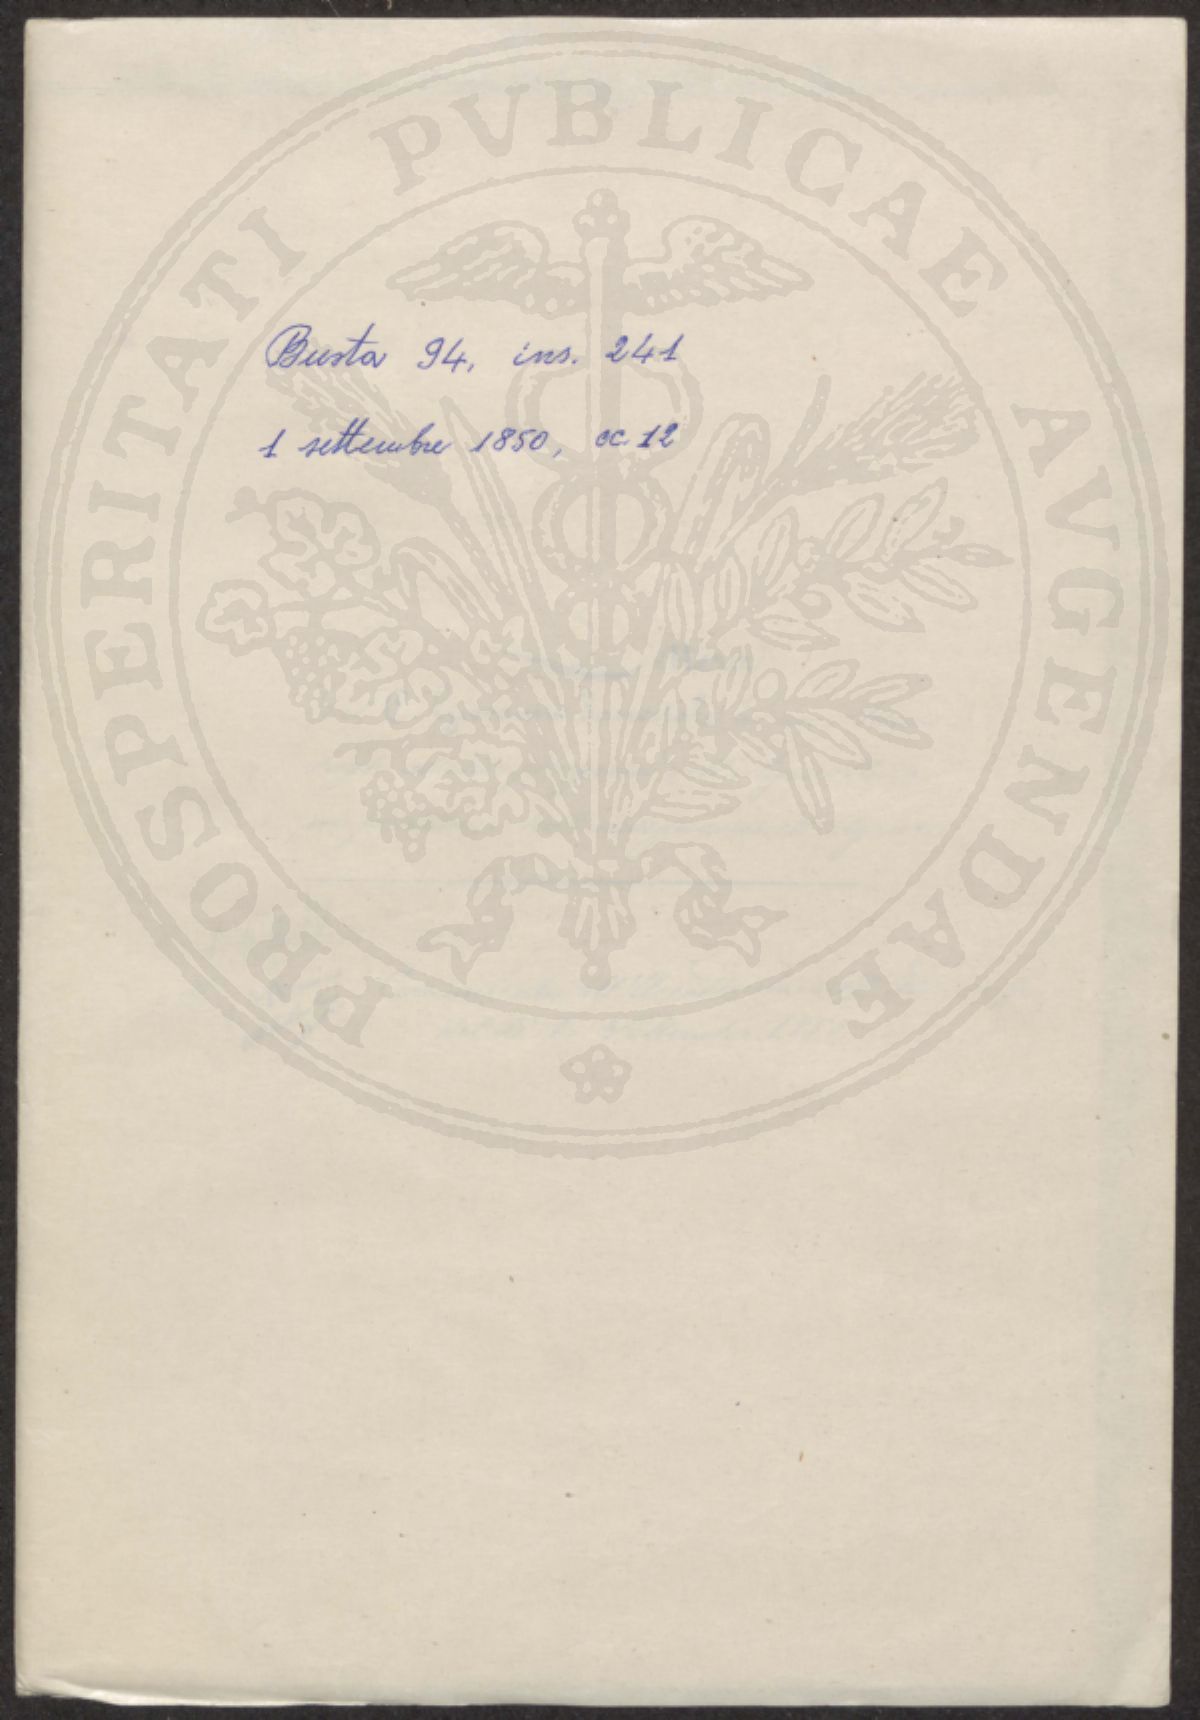 PROSPERITATI PVBLICAE AVGENDAE
Busta 94, ins. 241
1 settembre 1850, cc. 12